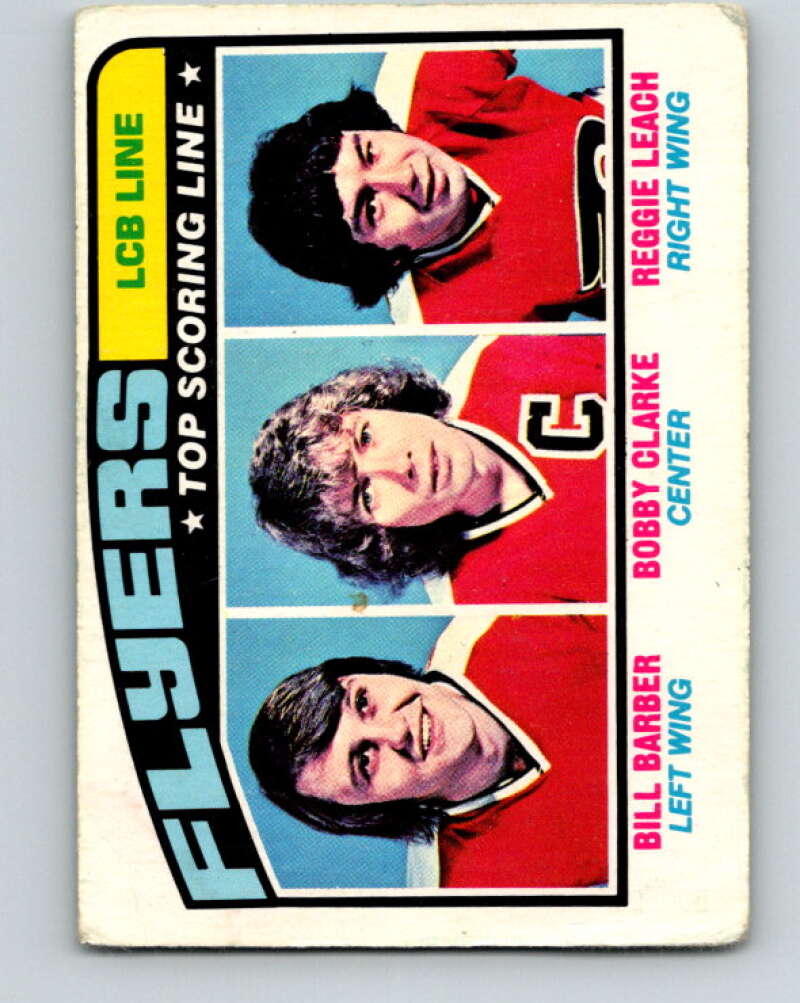 FLYERS LCB LINE
★ TOP SCORING LINE ★
C
BILL BARBER BOBBY CLARKE REGGIE LEACH
LEFT WING CENTER RIGHT WING